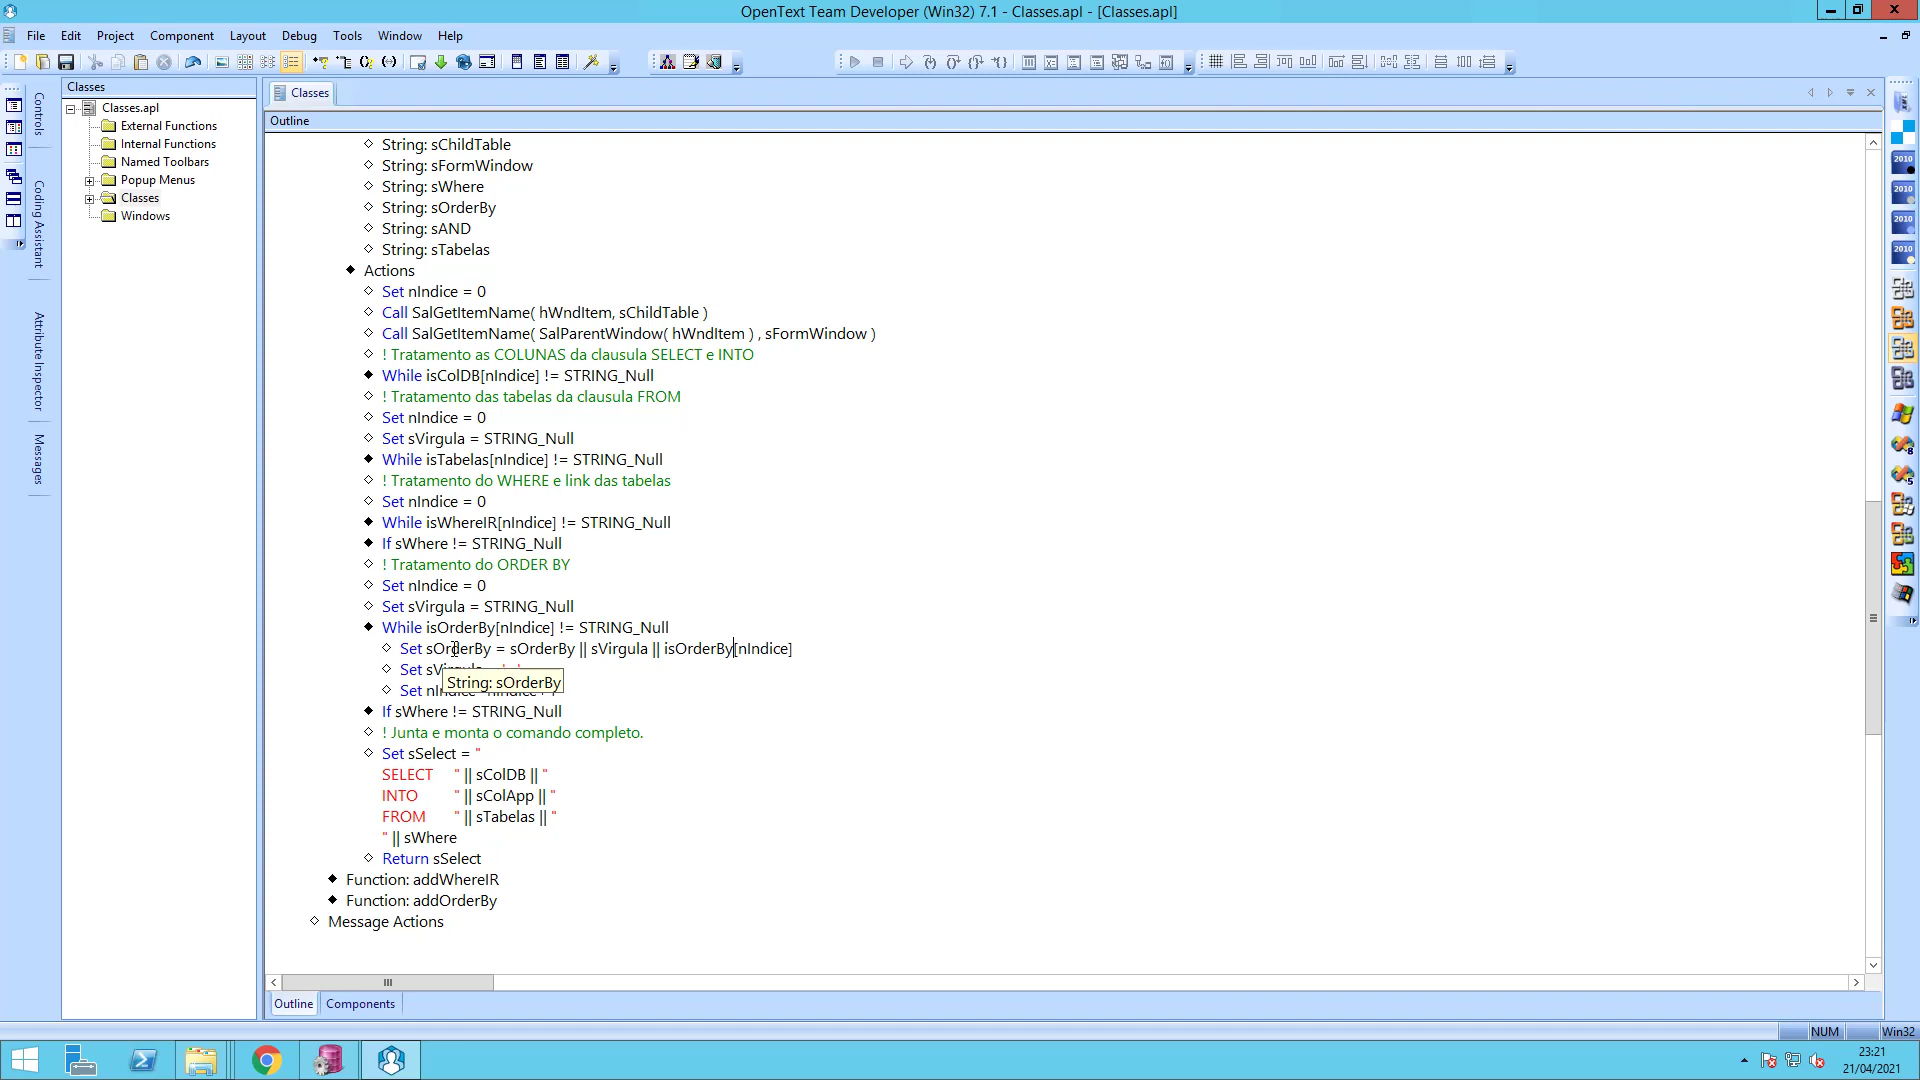 OpenText Team Developer (Win32) 7.1 - Classes.apl - [Classes.apl]
File Edit Project Component Layout Debug Tools Window Help
Controls
Coding Assistant
Attribute Inspector
Messages
Classes
Classes.apl
External Functions
Internal Functions
Named Toolbars
Popup Menus
Classes
Windows
Classes
Outline
String: sChildTable
String: sFormWindow
String: sWhere
String: sOrderBy
String: sAND
String: sTabelas
Actions
Set nIndice = 0
Call SalGetItemName( hWndItem, sChildTable )
Call SalGetItemName( SalParentWindow( hWndItem ) , sFormWindow )
! Tratamento as COLUNAS da clausula SELECT e INTO
While isColDB[nIndice] != STRING_Null
! Tratamento das tabelas da clausula FROM
Set nIndice = 0
Set sVirgula = STRING_Null
While isTabelas[nIndice] != STRING_Null
! Tratamento do WHERE e link das tabelas
Set nIndice = 0
While isWhereIR[nIndice] != STRING_Null
If sWhere != STRING_Null
! Tratamento do ORDER BY
Set nIndice = 0
Set sVirgula = STRING_Null
While isOrderBy[nIndice] != STRING_Null
Set sOrderBy = sOrderBy || sVirgula || isOrderBy[nIndice]
Set
String: sOrderBy
Set
If sWhere != STRING_Null
! Junta e monta o comando completo.
Set sSelect = "
SELECT " || sColDB || "
INTO " || sColApp || "
FROM " || sTabelas || "
" || sWhere
Return sSelect
Function: addWhereIR
Function: addOrderBy
Message Actions
Outline Components
NUM Win32
2010
2010
2010
2010
23:21
21/04/2021